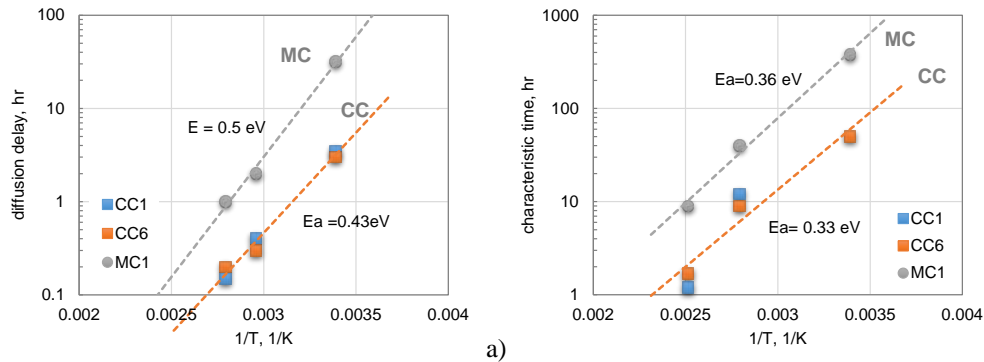 diffusion delay, hr
100
10
1
0.1
MC
CC
E = 0.5 eV
Ea =0.43eV
CC1
CC6
MC1
0.002
0.0025
0.003
0.0035
0.004
1/T, 1/K
a)
characteristic time, hr
1000
100
10
1
MC
CC
Ea=0.36 eV
Ea= 0.33 eV
CC1
CC6
MC1
0.002
0.0025
0.003
0.0035
0.004
1/T, 1/K